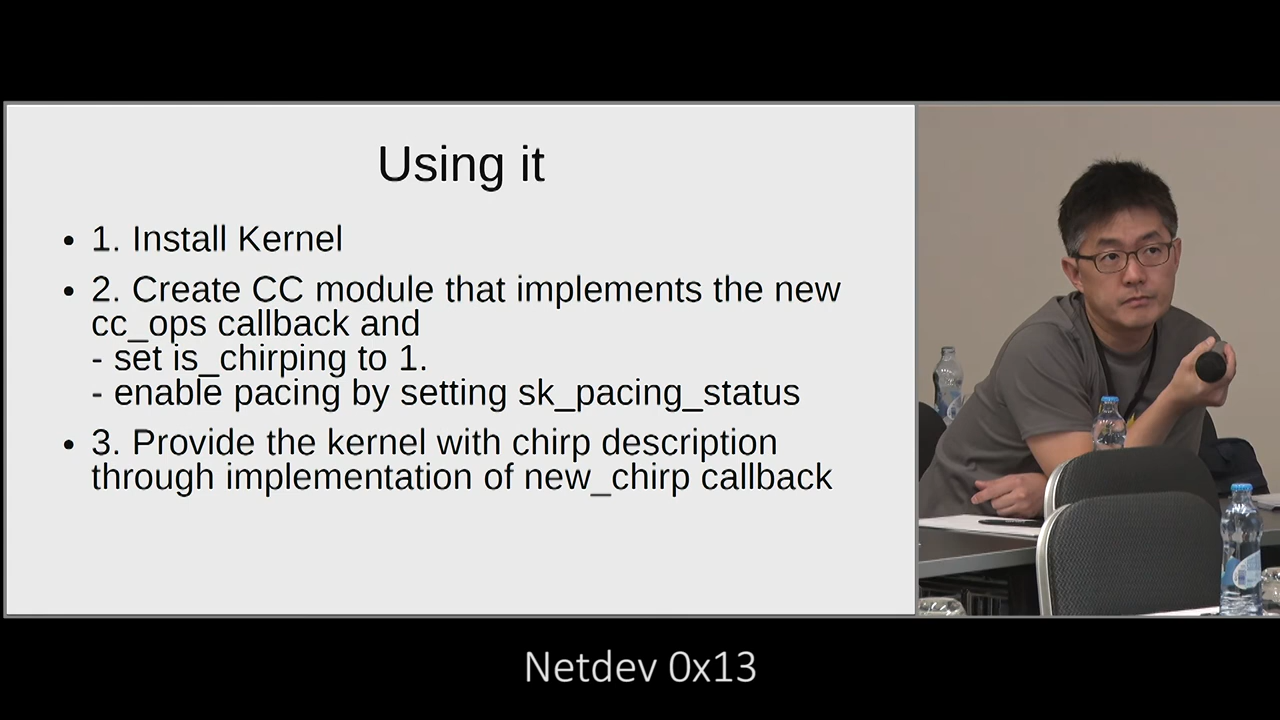 Using it
• 1. Install Kernel
• 2. Create CC module that implements the new
cc_ops callback and
- set is_chirping to 1.
- enable pacing by setting sk_pacing_status
• 3. Provide the kernel with chirp description
through implementation of new_chirp callback
Netdev 0x13